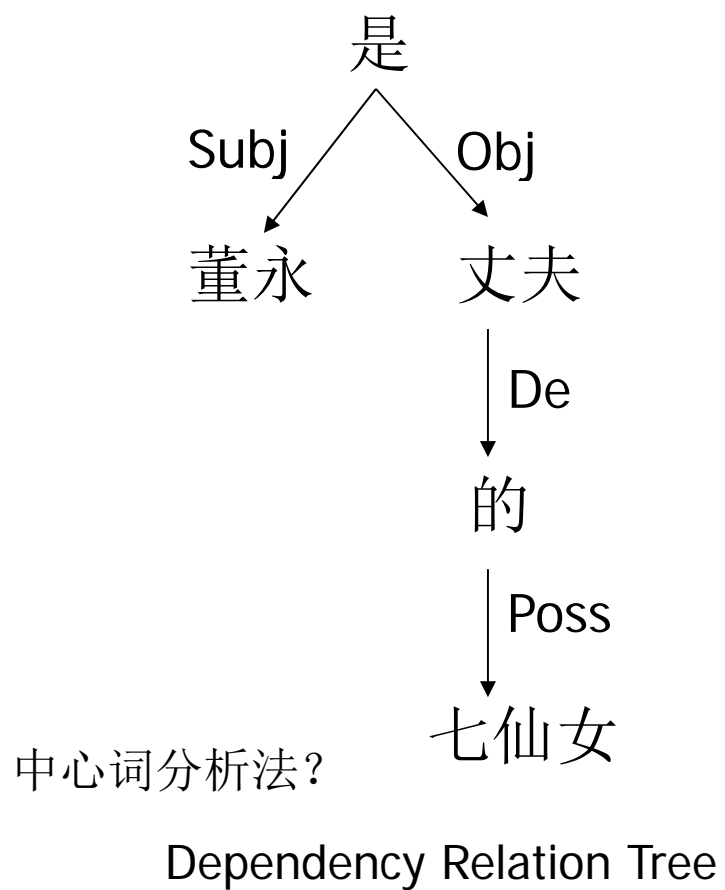 是
Subj Obj
董永 丈夫
De
的
Poss
七仙女
中心词分析法?
Dependency Relation Tree